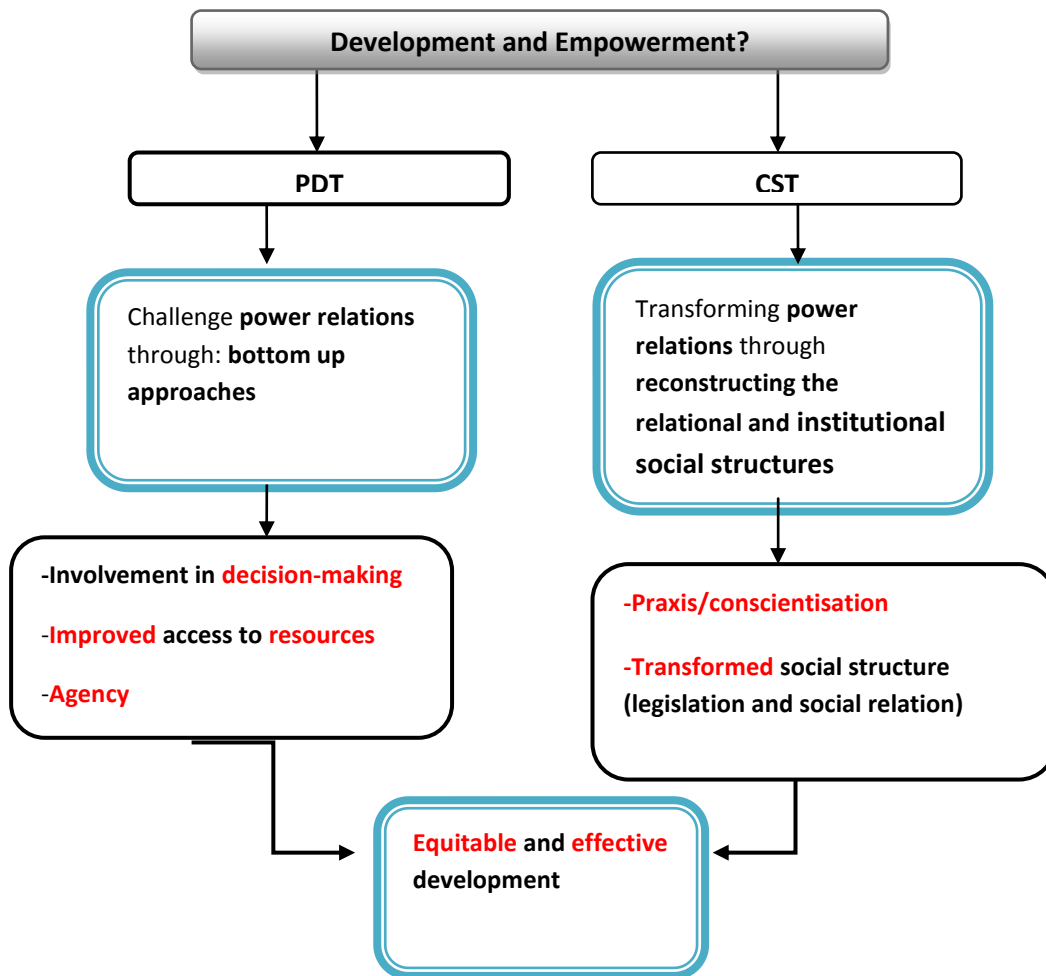 Development and Empowerment?
PDT
CST
Challenge power relations
through: bottom up
approaches
Transforming power
relations through
reconstructing the
relational and institutional
social structures
-Involvement in decision-making
-Improved access to resources
-Agency
-Praxis/conscientisation
-Transformed social structure
(legislation and social relation)
Equitable and effective
development